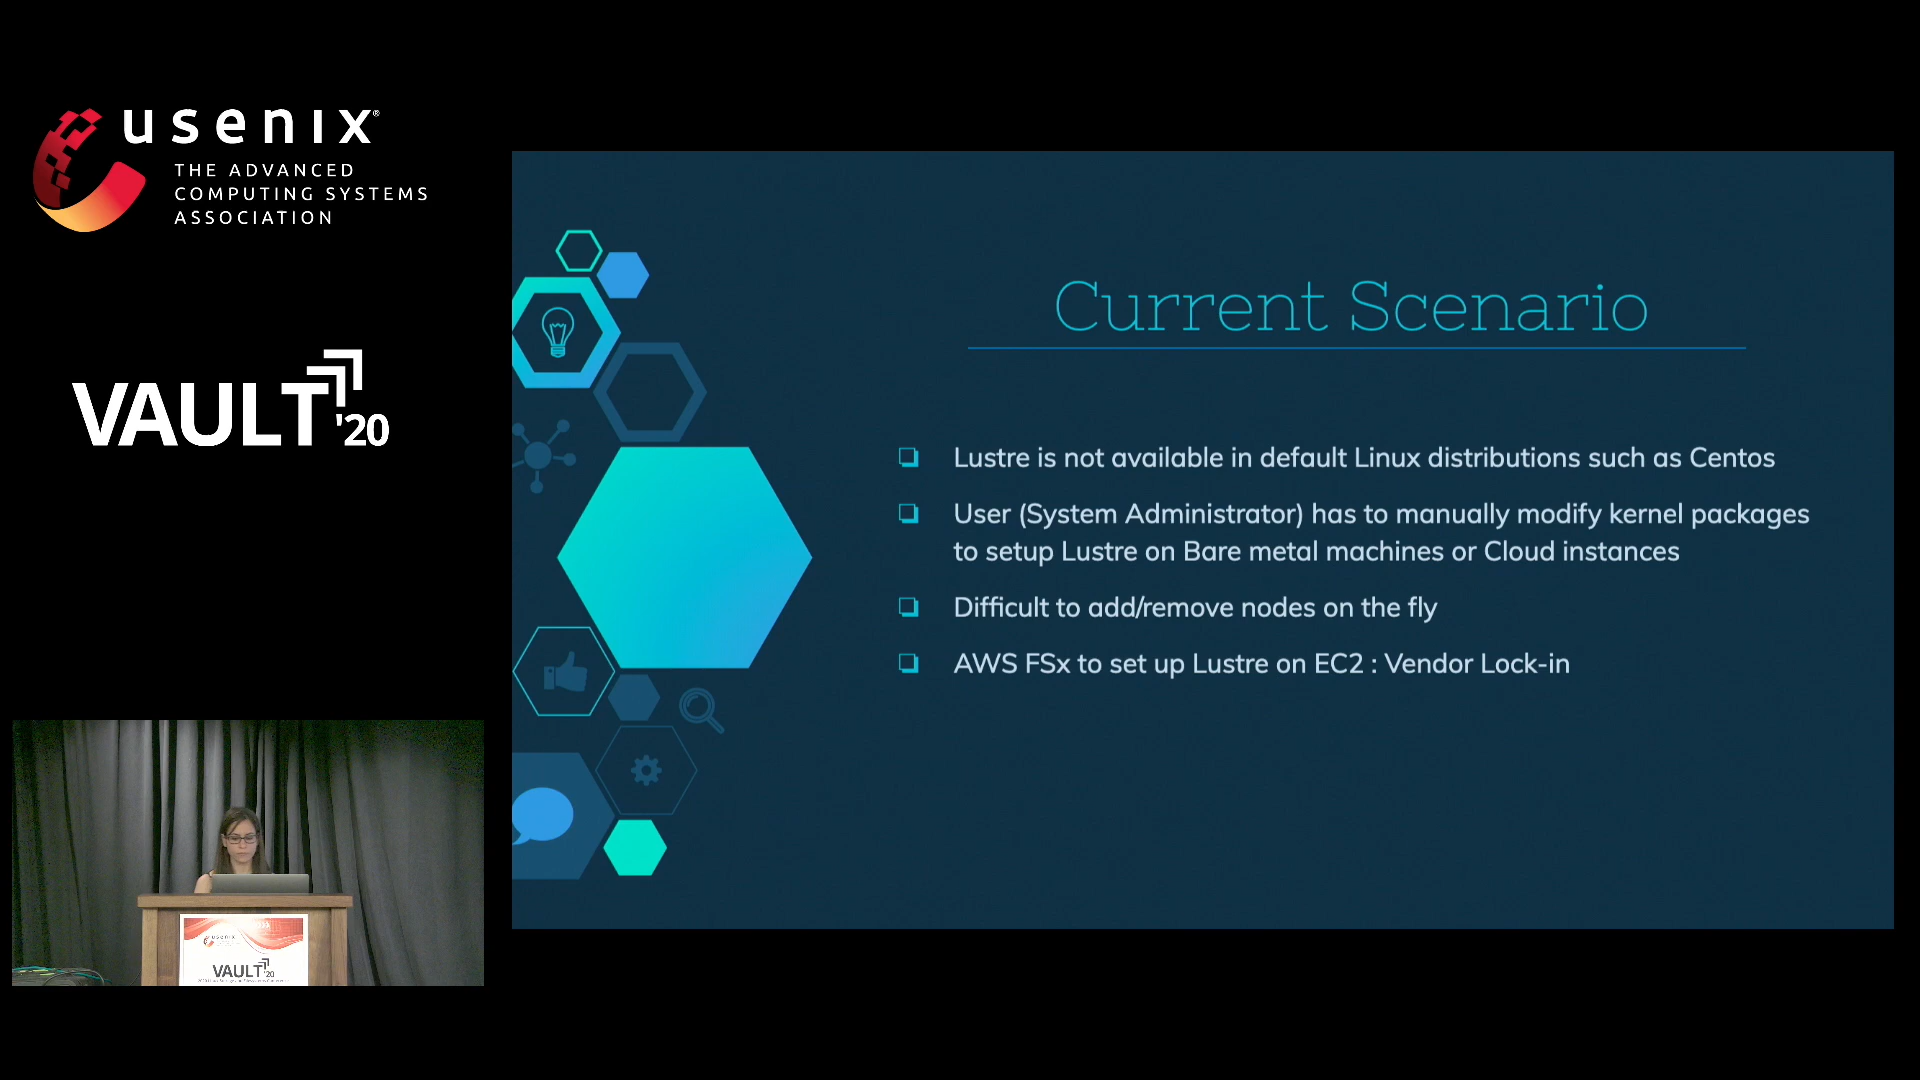 usenix®
THE ADVANCED
COMPUTING SYSTEMS
ASSOCIATION
VAULT '20
Current Scenario
Lustre is not available in default Linux distributions such as Centos
User (System Administrator) has to manually modify kernel packages
to setup Lustre on Bare metal machines or Cloud instances
Difficult to add/remove nodes on the fly
AWS FSx to set up Lustre on EC2 : Vendor Lock-in
usenix
VAULT '20